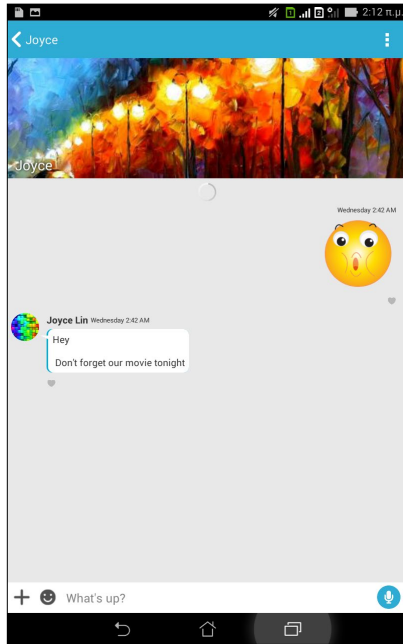 2:12 π.μ.
Joyce
Joyce
Wednesday 2:42 AM
Joyce Lin Wednesday 2:42 AM
Hey
Don't forget our movie tonight
What's up?